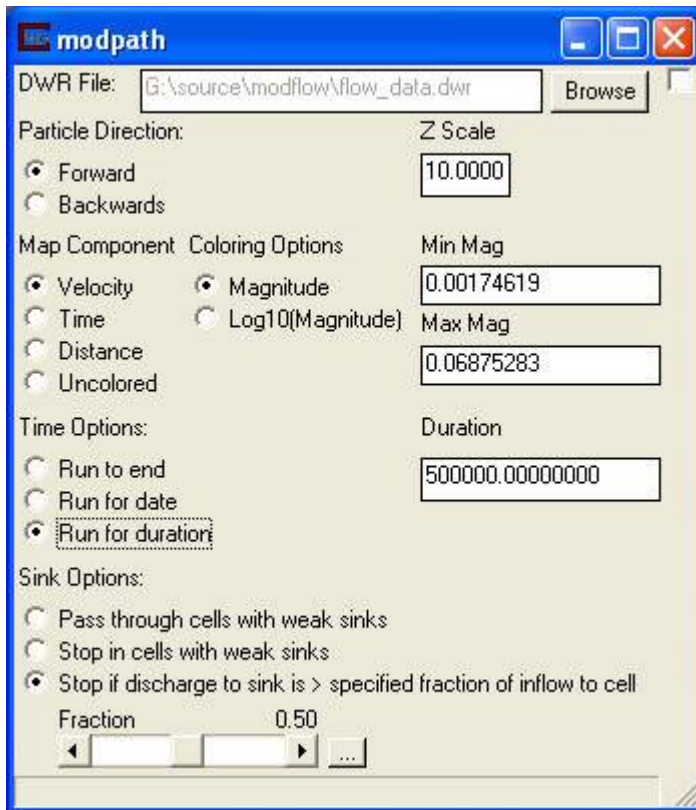 modpath
DWR File: G:\source\modflow\flow_data.dwr Browse
Particle Direction: Z Scale
Forward 10.0000
Backwards
Map Component Coloring Options Min Mag
Velocity Magnitude 0.00174619
Time Log10(Magnitude) Max Mag
Distance 0.06875283
Uncolored
Time Options: Duration
Run to end 500000.00000000
Run for date
Run for duration
Sink Options:
Pass through cells with weak sinks
Stop in cells with weak sinks
Stop if discharge to sink is > specified fraction of inflow to cell
Fraction 0.50
...